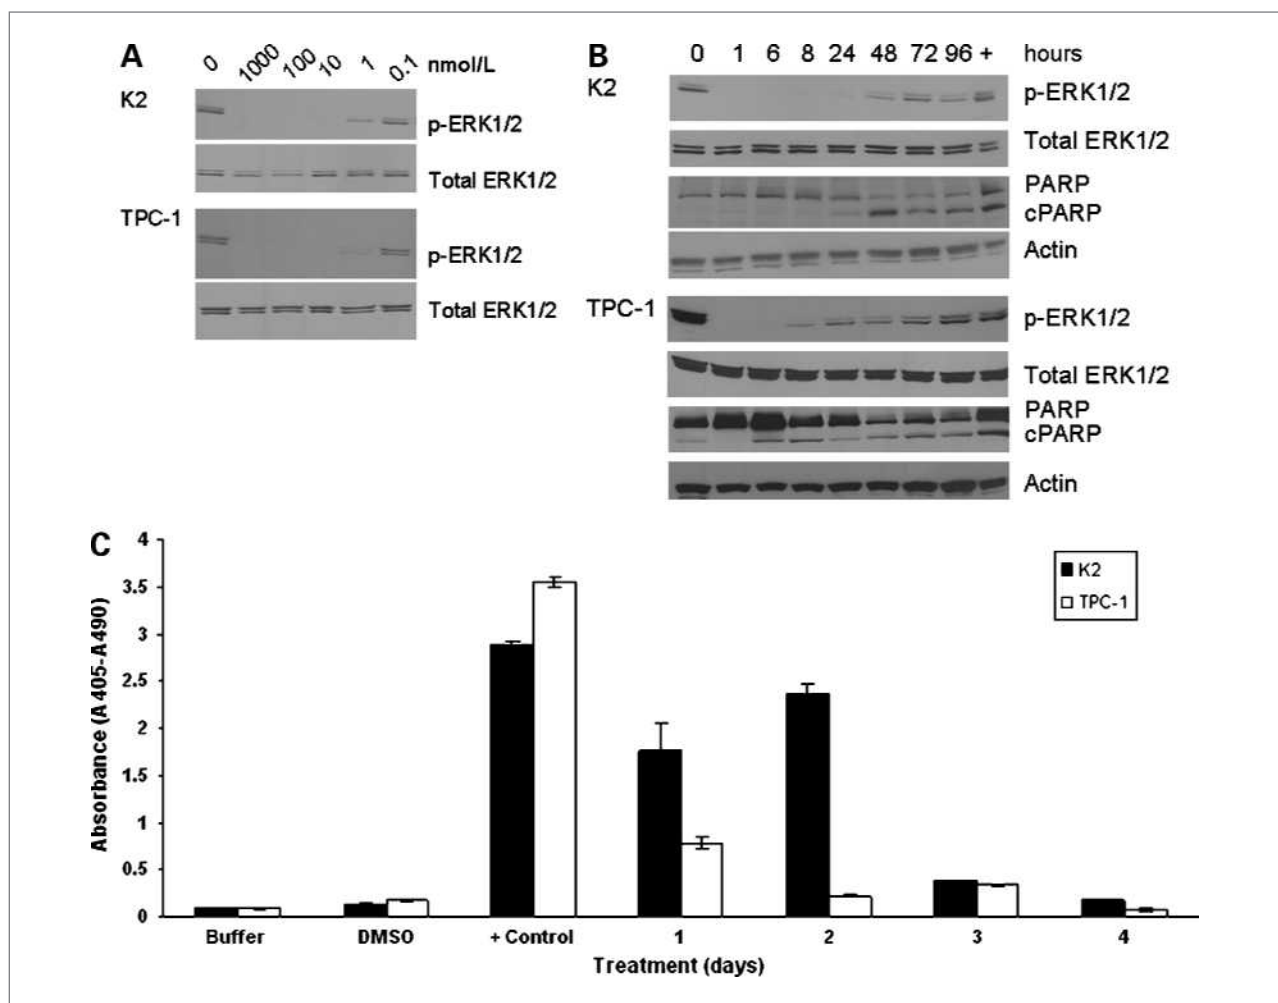 A
0 1000 100 10 1 0.1 nmol/L
K2
p-ERK1/2
Total ERK1/2
TPC-1
p-ERK1/2
Total ERK1/2
B
0 1 6 8 24 48 72 96 + hours
K2
p-ERK1/2
Total ERK1/2
PARP
cPARP
Actin
TPC-1
p-ERK1/2
Total ERK1/2
PARP
cPARP
Actin
C
Absorbance (A405-A490)
4
3.5
3
2.5
2
1.5
1
0.5
0
K2
TPC-1
Buffer DMSO + Control 1 2 3 4
Treatment (days)